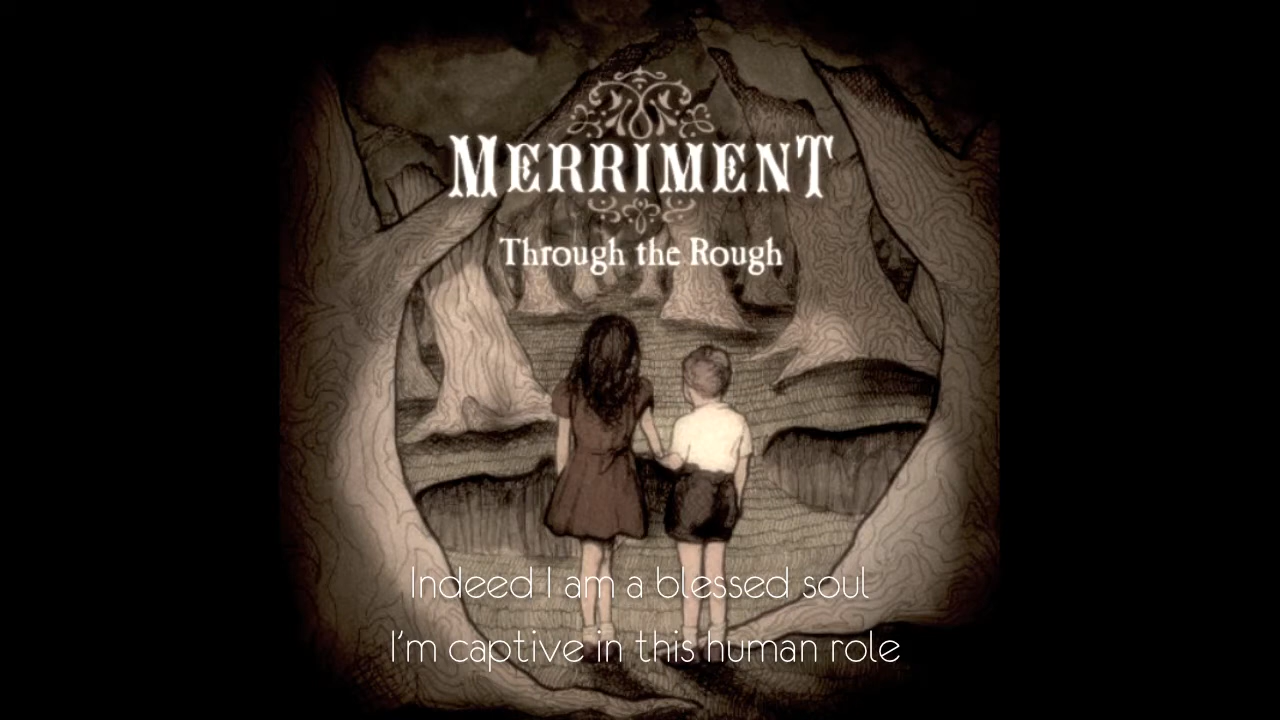 MERRIMENT
Through the Rough
Indeed I am a blessed soul
I'm captive in this human role